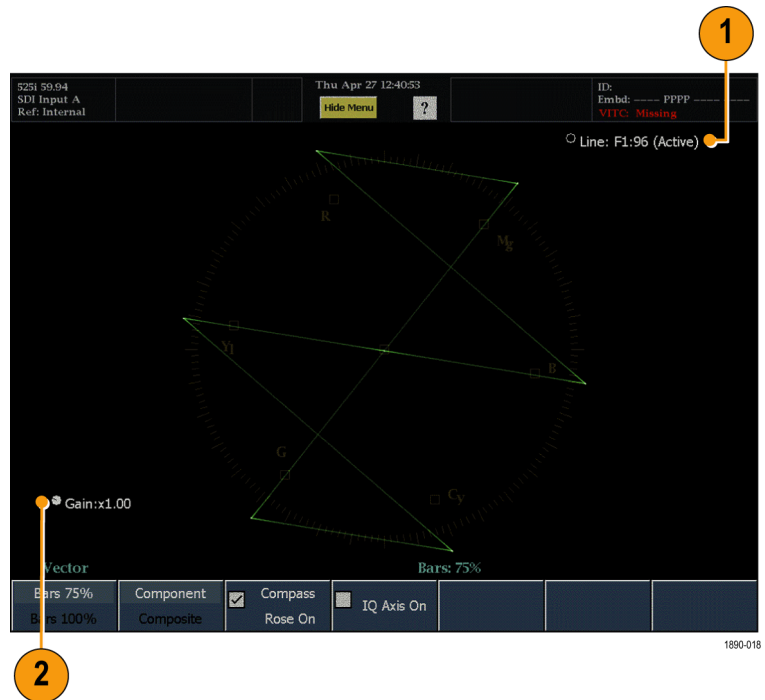 1
525i 59.94
SDI Input A
Ref: Internal
Thu Apr 27 12:40:53
Hide Menu
?
ID:
Embd: ---- PPPP ---- ----
VITC: Missing
Line: F1:96 (Active)
R
Mg
Yl
B
G
Cy
Gain:x1.00
Vector
Bars: 75%
Bars 75%
Bars 100%
Component
Composite
Compass
Rose On
IQ Axis On
1890-018
2